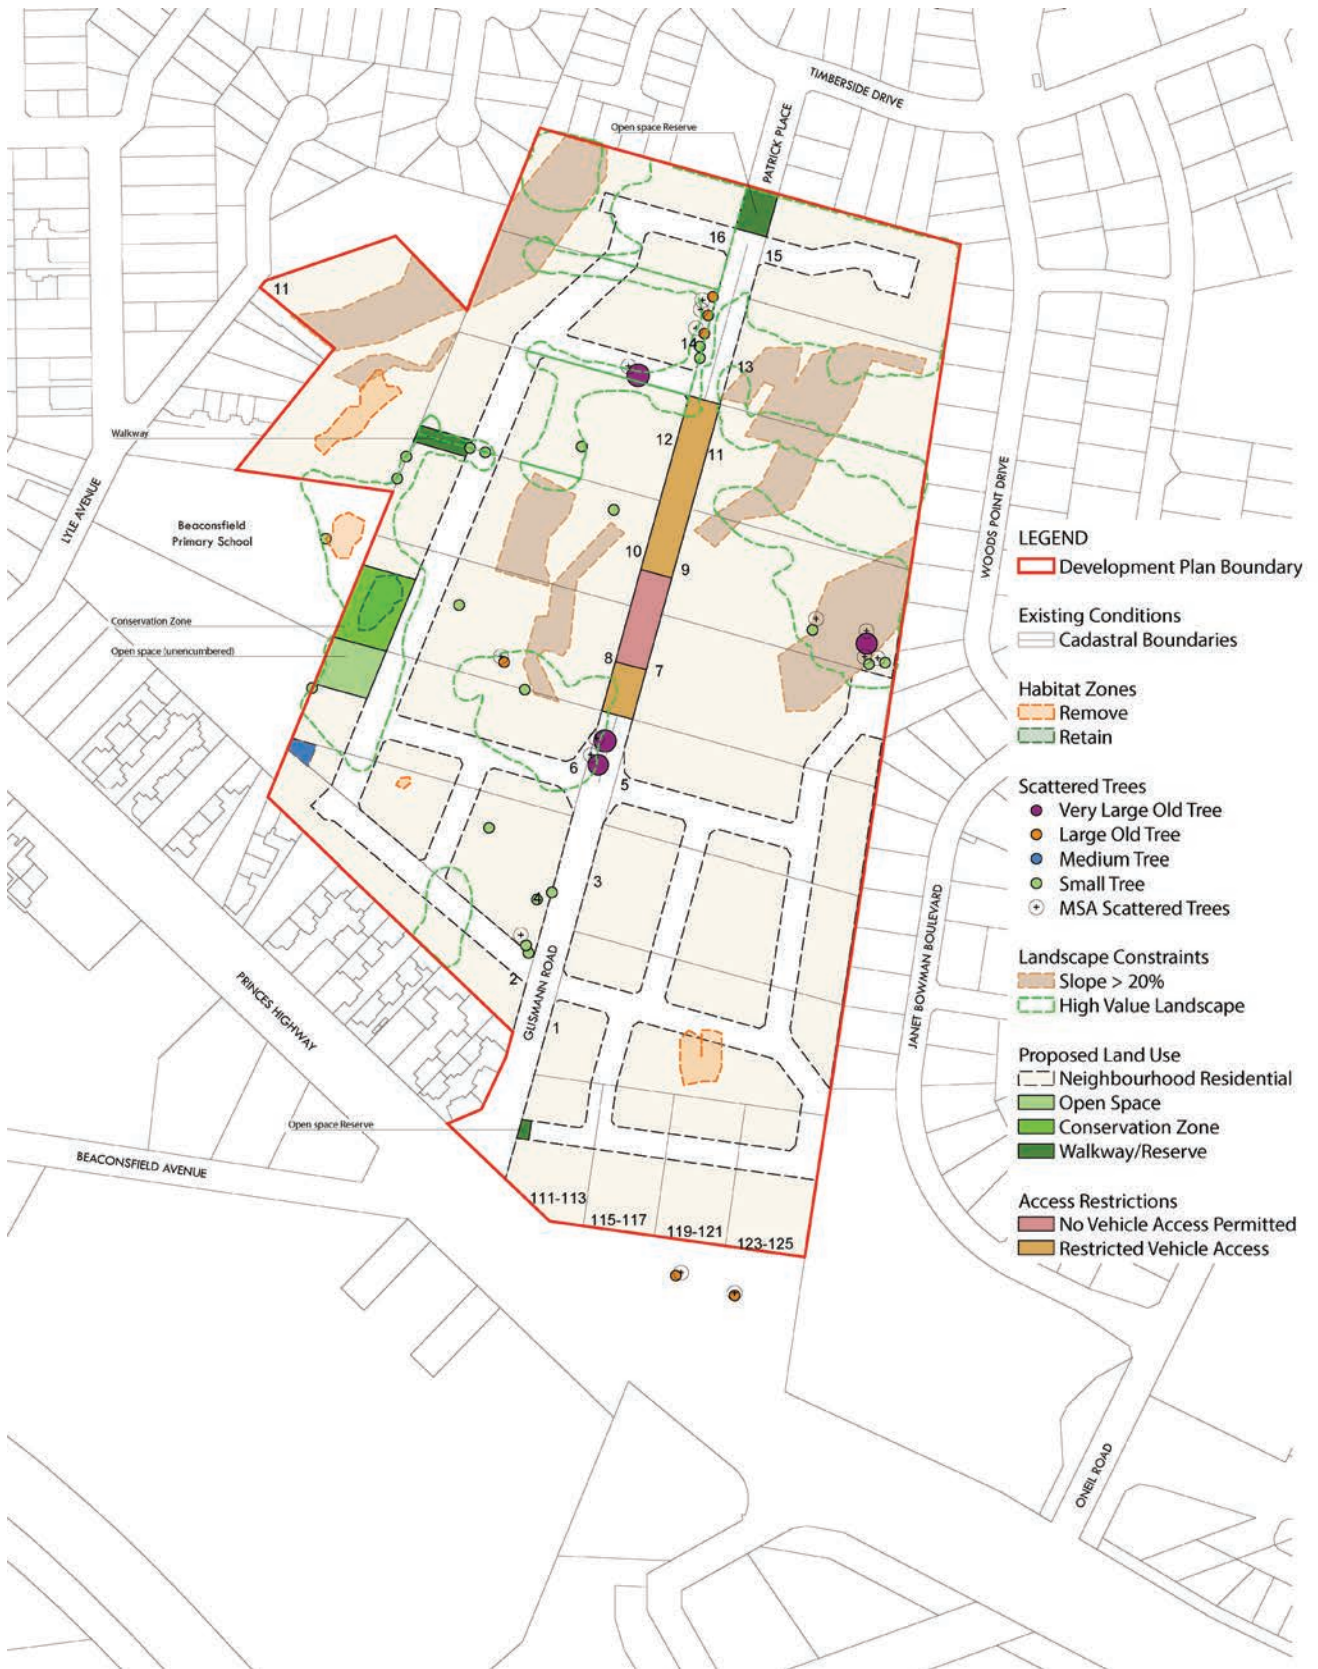 TIMBERSIDE DRIVE
Open space Reserve
PATRICK PLACE
16
15
11
14
13
Walkway
12
11
LYLE AVENUE
Beaconsfield
Primary School
WOODS POINT DRIVE
10
9
Conservation Zone
Open space (unencumbered)
8
7
6
5
3
4
2
GLISMANN ROAD
1
PRINCES HIGHWAY
JANET BOWMAN BOULEVARD
Open space Reserve
BEACONSFIELD AVENUE
111-113
115-117
119-121
123-125
ONEIL ROAD
LEGEND
Development Plan Boundary
Existing Conditions
Cadastral Boundaries
Habitat Zones
Remove
Retain
Scattered Trees
Very Large Old Tree
Large Old Tree
Medium Tree
Small Tree
MSA Scattered Trees
Landscape Constraints
Slope > 20%
High Value Landscape
Proposed Land Use
Neighbourhood Residential
Open Space
Conservation Zone
Walkway/Reserve
Access Restrictions
No Vehicle Access Permitted
Restricted Vehicle Access